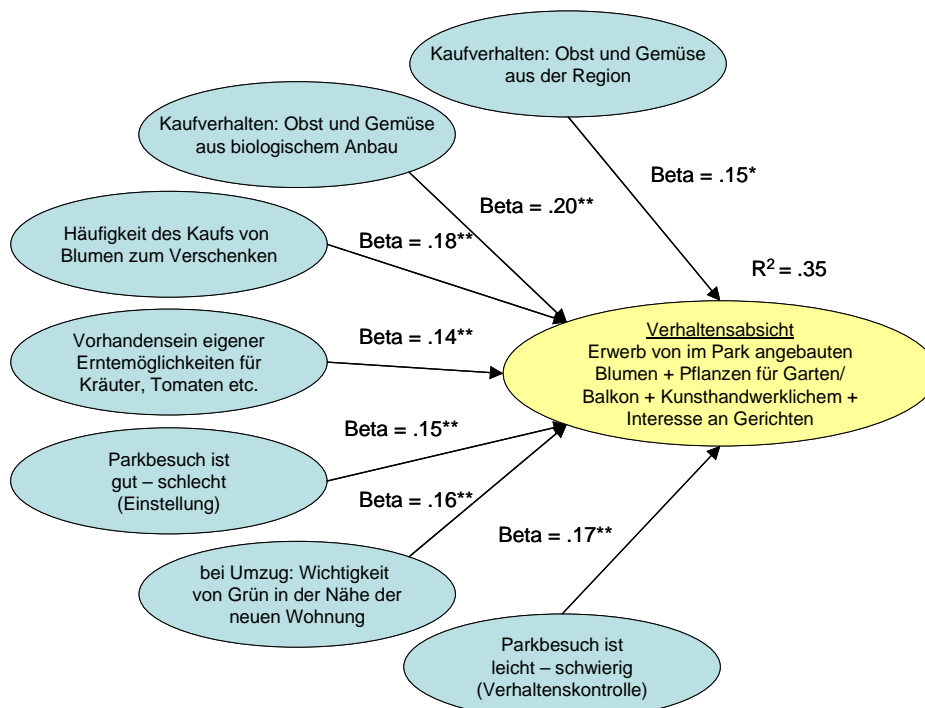 Kaufverhalten: Obst und Gemüse
aus der Region
Kaufverhalten: Obst und Gemüse
aus biologischem Anbau
Beta = .15*
Beta = .20**
Häufigkeit des Kaufs von
Blumen zum Verschenken
Beta = .18**
R² = .35
Vorhandensein eigener
Erntemöglichkeiten für
Kräuter, Tomaten etc.
Beta = .14**
Verhaltensabsicht
Erwerb von im Park angebauten
Blumen + Pflanzen für Garten/
Balkon + Kunsthandwerklichem +
Interesse an Gerichten
Beta = .15**
Parkbesuch ist
gut – schlecht
(Einstellung)
Beta = .16**
Beta = .17**
bei Umzug: Wichtigkeit
von Grün in der Nähe der
neuen Wohnung
Parkbesuch ist
leicht – schwierig
(Verhaltenskontrolle)